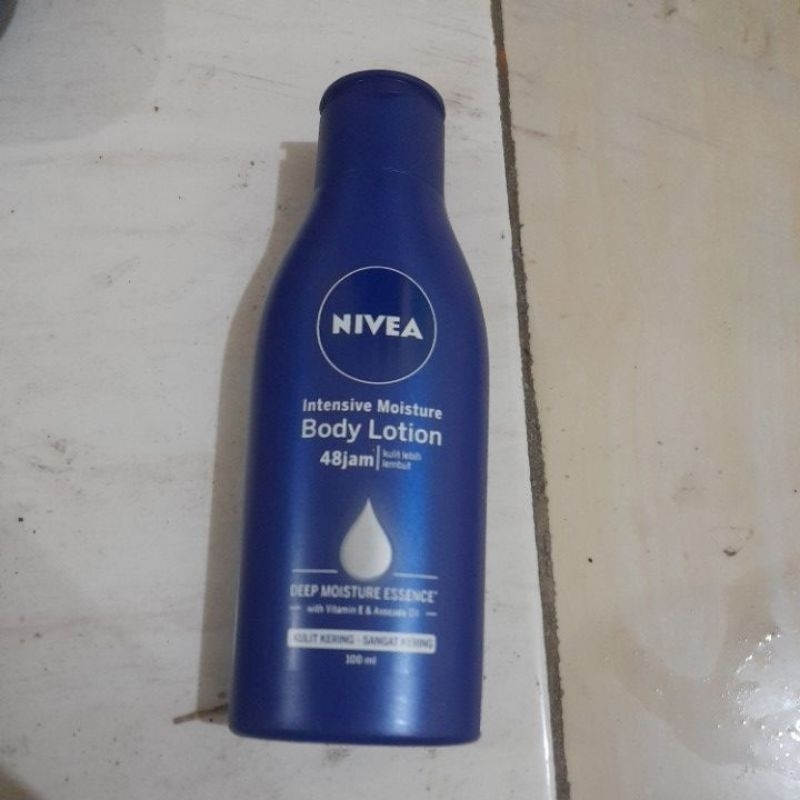 NIVEA
Intensive Moisture
Body Lotion
48jam
kulit lebih
lembut
DEEP MOISTURE ESSENCE™
with Vitamin E & Avocado Oil
KULIT KERING - SANGAT KERING
100 ml